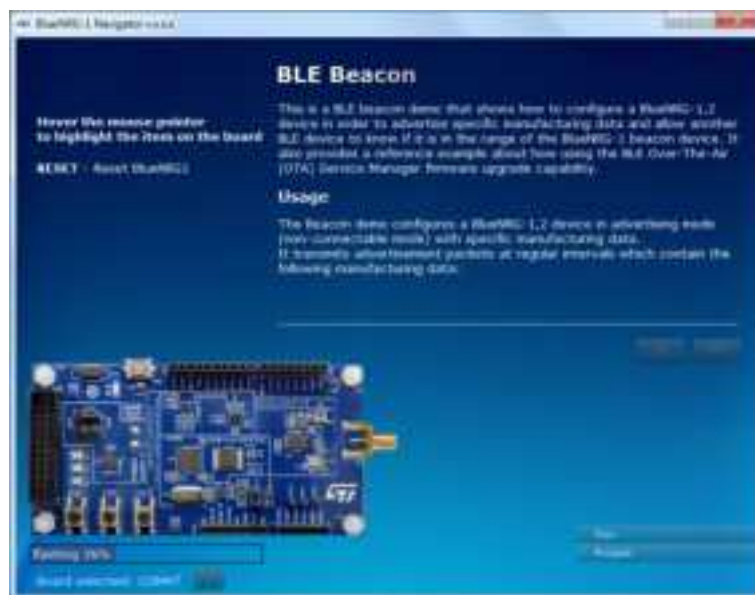 BlueNRG-1 Navigator
BLE Beacon
This is a BLE beacon demo that shows how to configure a BlueNRG-1,2
device in order to advertise specific manufacturing data and allow another
BLE device to know if it is in the range of the BlueNRG-1 beacon device. It
also provides a reference example about how using the BLE Over-The-Air
(OTA) Service Manager firmware upgrade capability.
Hover the mouse pointer
to highlight the item on the board
RESET : Reset BlueNRG1
Usage
The Beacon demo configures a BlueNRG-1,2 device in advertising mode
(non-connectable mode) with specific manufacturing data.
It transmits advertisement packets at regular intervals which contain the
following manufacturing data:
ST
Board selected: